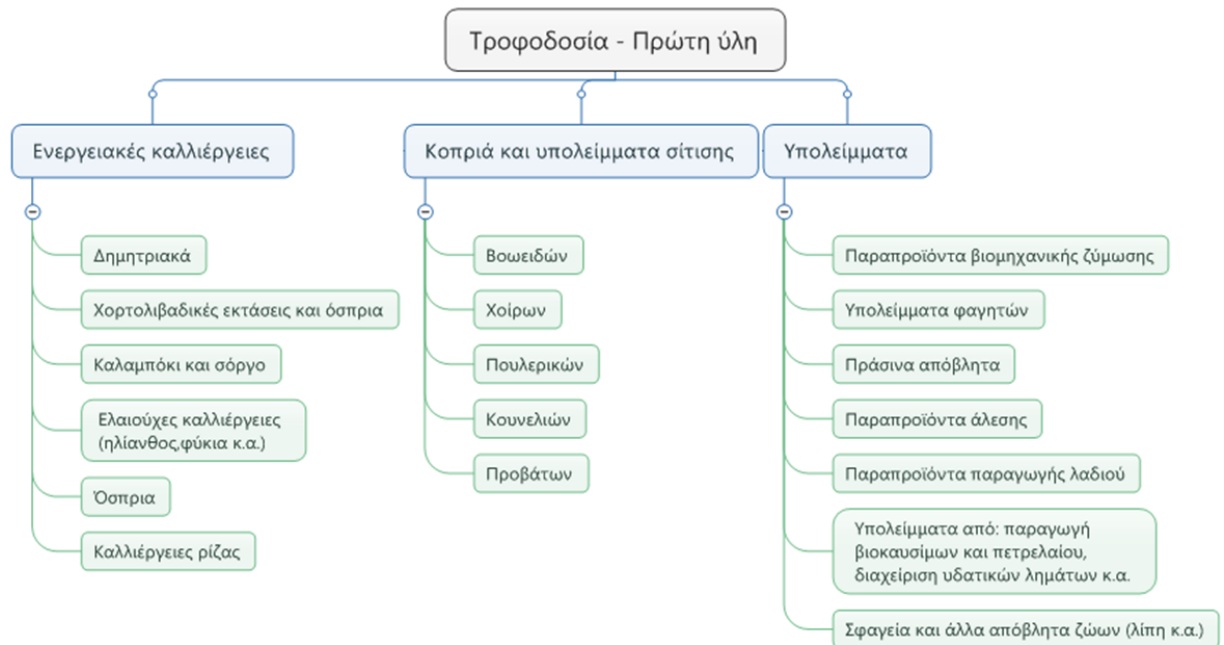 Τροφοδοσία - Πρώτη ύλη
Ενεργειακές καλλιέργειες
Δημητριακά
Χορτολιβαδικές εκτάσεις και όσπρια
Καλαμπόκι και σόργο
Ελαιούχες καλλιέργειες
(ηλίανθος,φύκια κ.α.)
Όσπρια
Καλλιέργειες ρίζας
Κοπριά και υπολείμματα σίτισης
Βοωειδών
Χοίρων
Πουλερικών
Κουνελιών
Προβάτων
Υπολείμματα
Παραπροϊόντα βιομηχανικής ζύμωσης
Υπολείμματα φαγητών
Πράσινα απόβλητα
Παραπροϊόντα άλεσης
Παραπροϊόντα παραγωγής λαδιού
Υπολείμματα από: παραγωγή
βιοκαυσίμων και πετρελαίου,
διαχείριση υδατικών λημάτων κ.α.
Σφαγεία και άλλα απόβλητα ζώων (λίπη κ.α.)